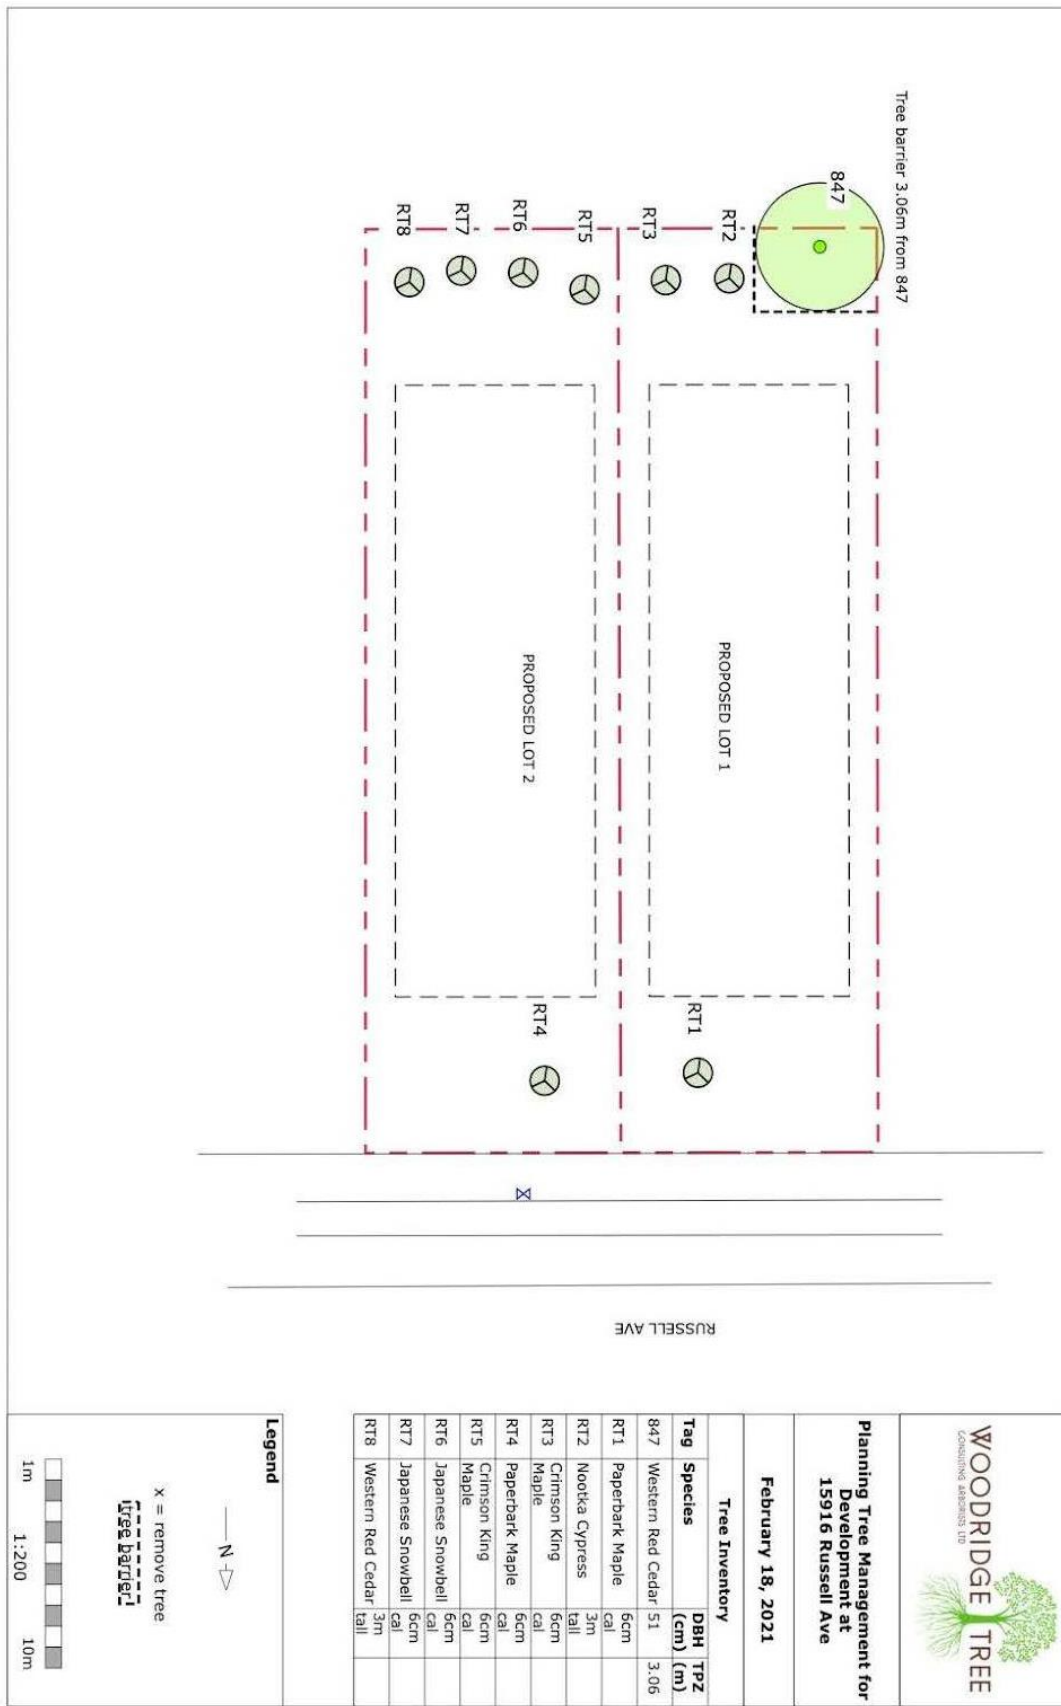 Tree barrier 3.06m from 847
847
RT2
RT3
RT5
RT6
RT7
RT8
PROPOSED LOT 1
PROPOSED LOT 2
RT1
RT4
RUSSELL AVE
WOODRIDGE TREE
CONSULTING ARBORISTS LTD
Planning Tree Management for
Development at
15916 Russell Ave
February 18, 2021
Tree Inventory
Tag Species DBH (cm) TPZ (m)
847 Western Red Cedar 51 3.06
RT1 Paperbark Maple 6cm cal
RT2 Nootka Cypress 3m tall
RT3 Crimson King Maple 6cm cal
RT4 Paperbark Maple 6cm cal
RT5 Crimson King Maple 6cm cal
RT6 Japanese Snowbell 6cm cal
RT7 Japanese Snowbell 6cm cal
RT8 Western Red Cedar 3m tall
Legend
N
x = remove tree
tree barrier
1m 10m
1:200